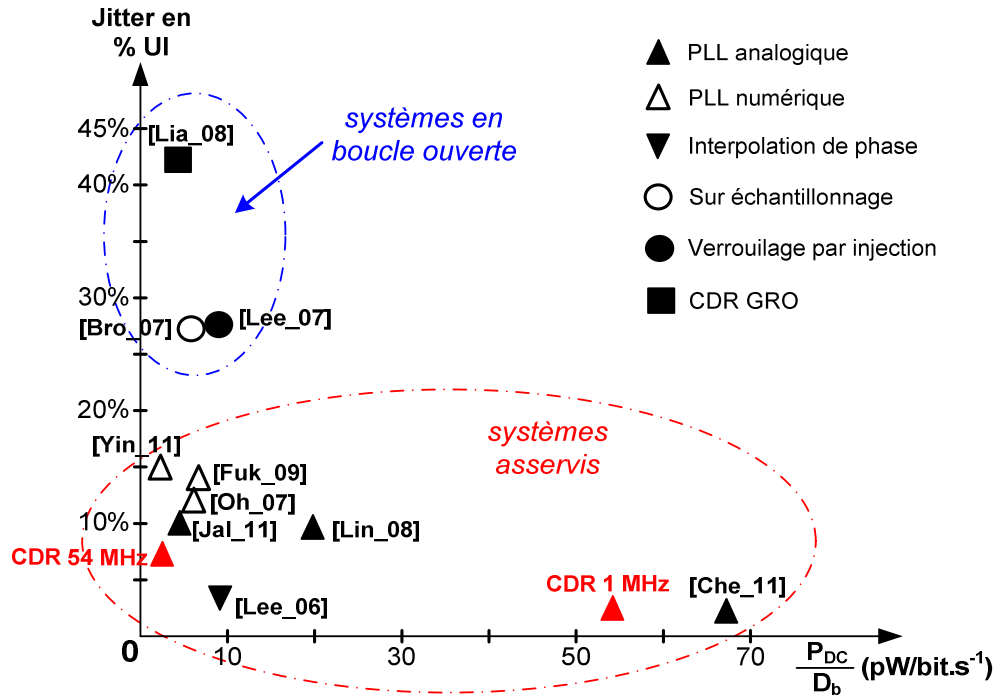 Jitter en
% UI
45%
40%
30%
20%
10%
0
10
30
50
70
P_DC
D_b
(pW/bit.s⁻¹)
systèmes en
boucle ouverte
[Lia_08]
[Bro_07]
[Lee_07]
systèmes
asservis
[Yin_11]
[Fuk_09]
[Oh_07]
[Jal_11]
[Lin_08]
CDR 54 MHz
[Lee_06]
CDR 1 MHz
[Che_11]
PLL analogique
PLL numérique
Interpolation de phase
Sur échantillonnage
Verrouilage par injection
CDR GRO